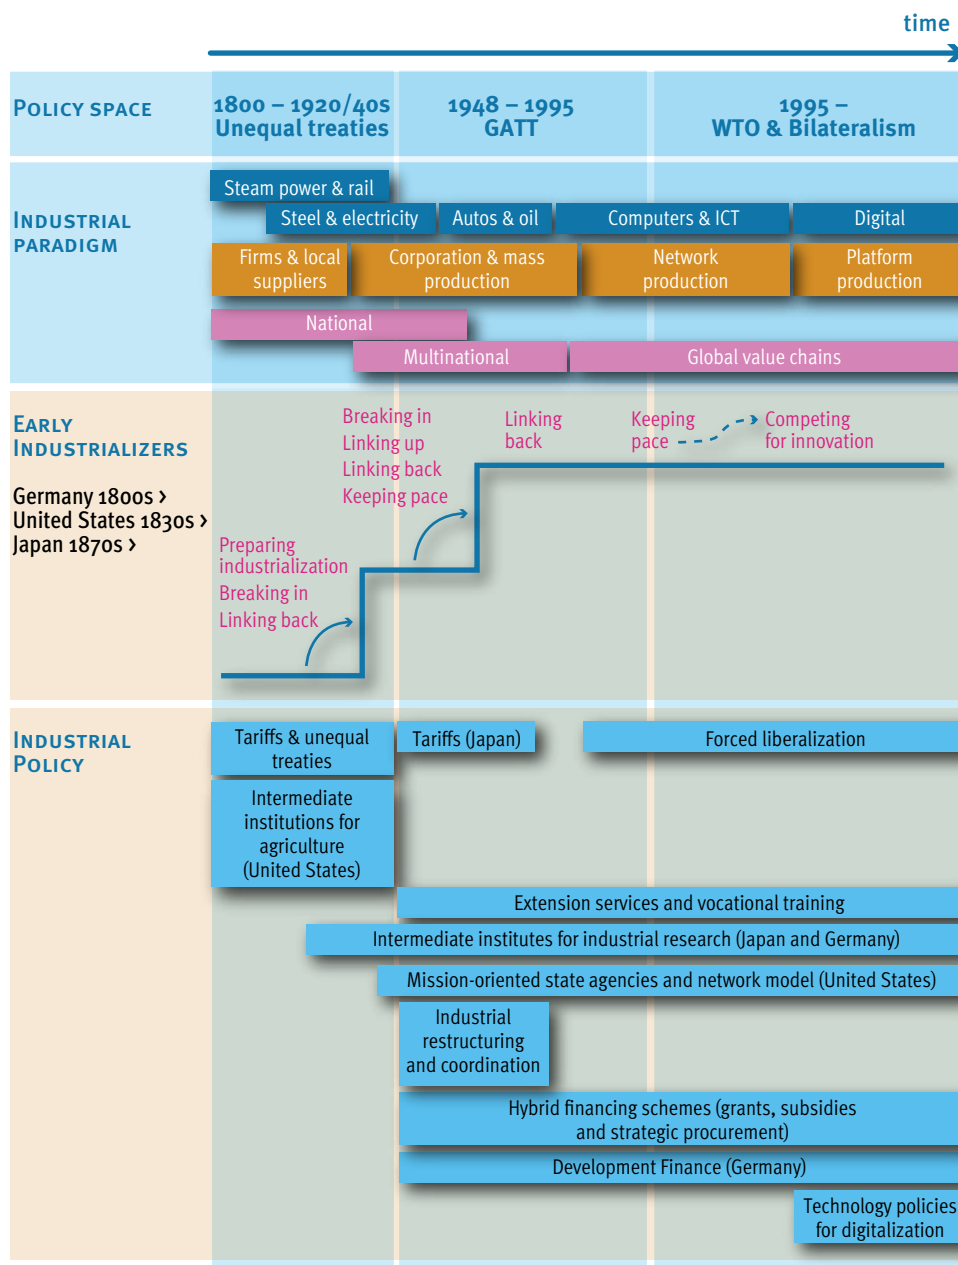 time
POLICY SPACE
1800 – 1920/40s
Unequal treaties
1948 – 1995
GATT
1995 –
WTO & Bilateralism
INDUSTRIAL
PARADIGM
Steam power & rail
Steel & electricity
Autos & oil
Computers & ICT
Digital
Firms & local
suppliers
Corporation & mass
production
Network
production
Platform
production
National
Multinational
Global value chains
EARLY
INDUSTRIALIZERS
Germany 1800s >
United States 1830s >
Japan 1870s >
Preparing
industrialization
Breaking in
Linking back
Breaking in
Linking up
Linking back
Keeping pace
Linking
back
Keeping
pace
Competing
for innovation
INDUSTRIAL
POLICY
Tariffs & unequal
treaties
Tariffs (Japan)
Forced liberalization
Intermediate
institutions for
agriculture
(United States)
Extension services and vocational training
Intermediate institutes for industrial research (Japan and Germany)
Mission-oriented state agencies and network model (United States)
Industrial
restructuring
and coordination
Hybrid financing schemes (grants, subsidies
and strategic procurement)
Development Finance (Germany)
Technology policies
for digitalization